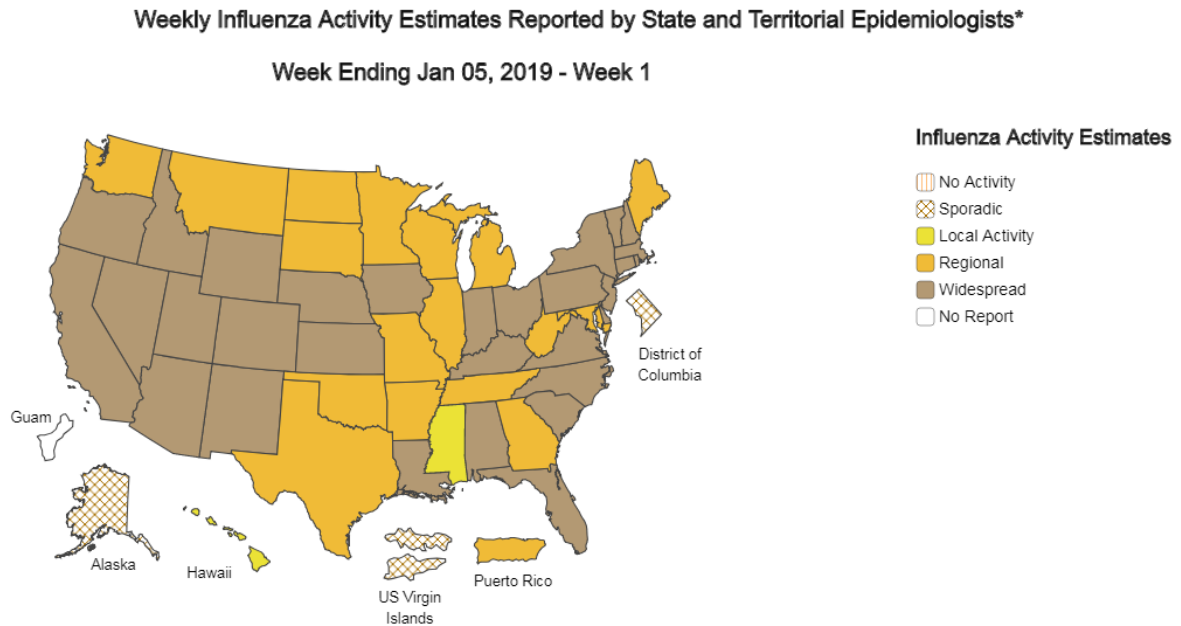 Weekly Influenza Activity Estimates Reported by State and Territorial Epidemiologists*
Week Ending Jan 05, 2019 - Week 1
Influenza Activity Estimates
No Activity
Sporadic
Local Activity
Regional
Widespread
No Report
District of
Columbia
Guam
Alaska
Hawaii
US Virgin
Islands
Puerto Rico